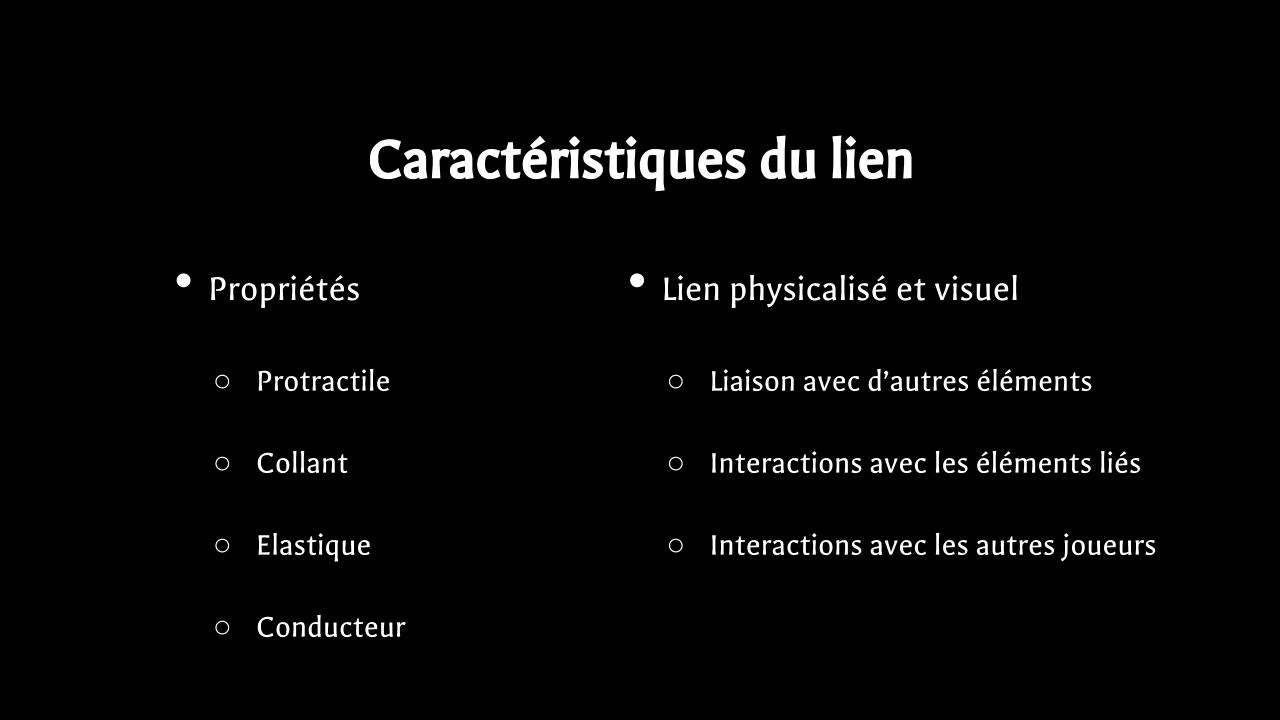 Caractéristiques du lien
• Propriétés
○ Protractile
○ Collant
○ Elastique
○ Conducteur
• Lien physicalisé et visuel
○ Liaison avec d’autres éléments
○ Interactions avec les éléments liés
○ Interactions avec les autres joueurs